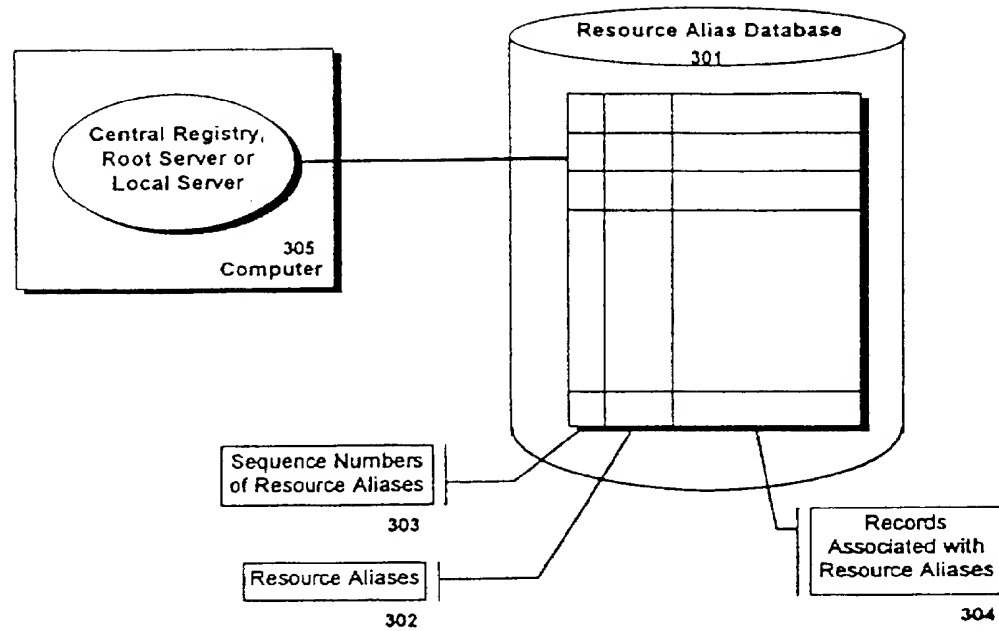 Resource Alias Database
301
Central Registry,
Root Server or
Local Server
305
Computer
Sequence Numbers
of Resource Aliases
303
Resource Aliases
302
Records
Associated with
Resource Aliases
304